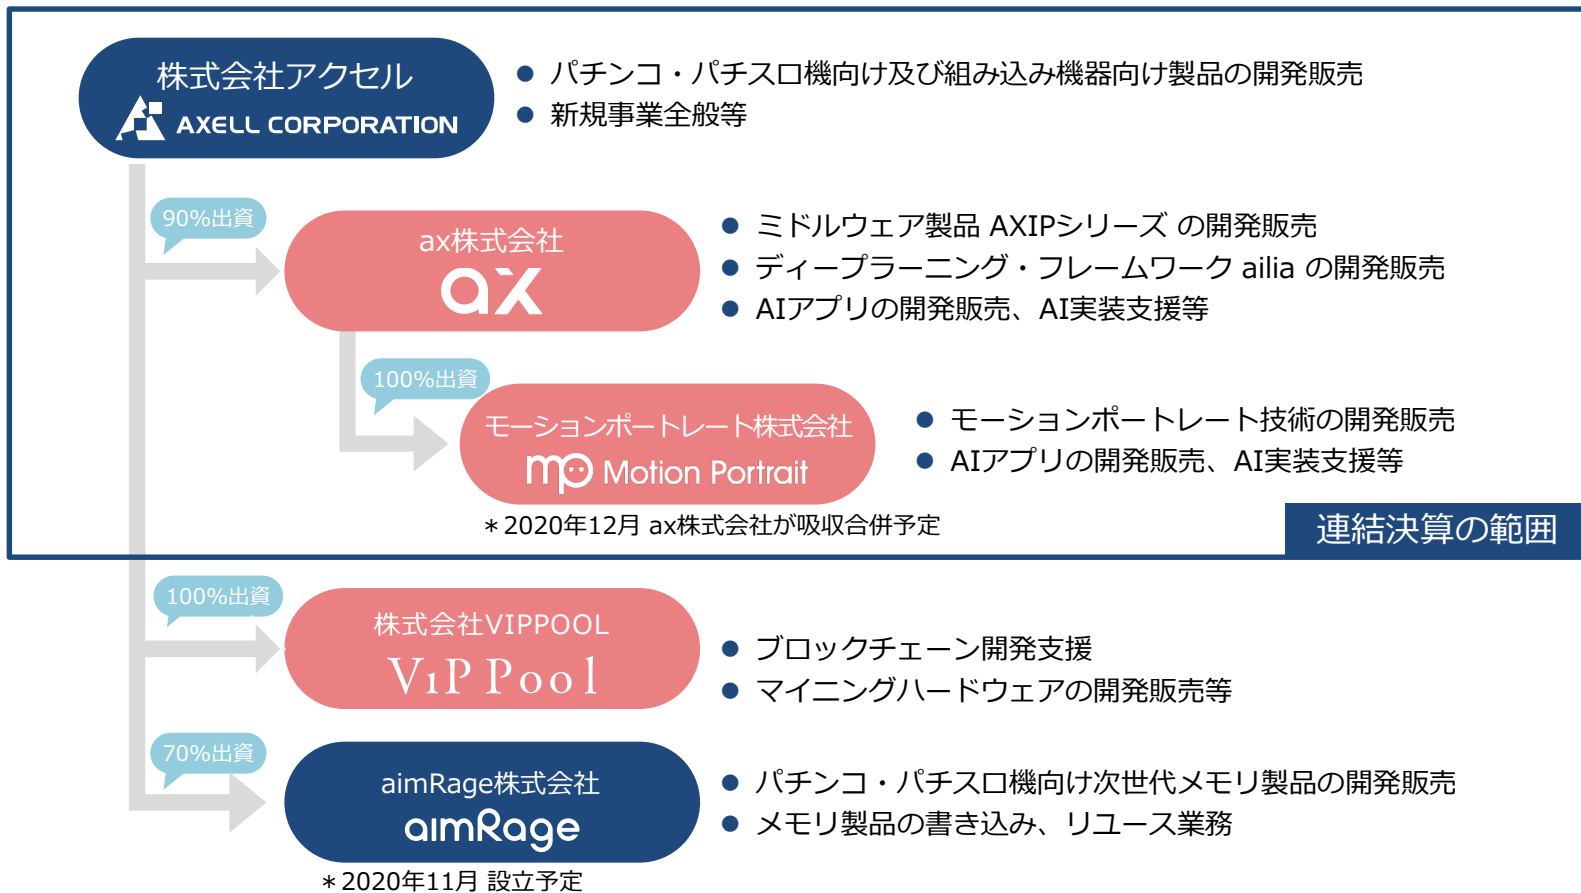 株式会社アクセル
AXELL CORPORATION
● パチンコ・パチスロ機向け及び組み込み機器向け製品の開発販売
● 新規事業全般等
90%出資
ax株式会社
ax
● ミドルウェア製品 AXIPシリーズ の開発販売
● ディープラーニング・フレームワーク ailia の開発販売
● AIアプリの開発販売、AI実装支援等
100%出資
モーションポートレート株式会社
mp Motion Portrait
● モーションポートレート技術の開発販売
● AIアプリの開発販売、AI実装支援等
＊2020年12月 ax株式会社が吸収合併予定
連結決算の範囲
100%出資
株式会社VIPPOOL
ViP Pool
● ブロックチェーン開発支援
● マイニングハードウェアの開発販売等
70%出資
aimRage株式会社
aimRage
● パチンコ・パチスロ機向け次世代メモリ製品の開発販売
● メモリ製品の書き込み、リユース業務
＊2020年11月 設立予定